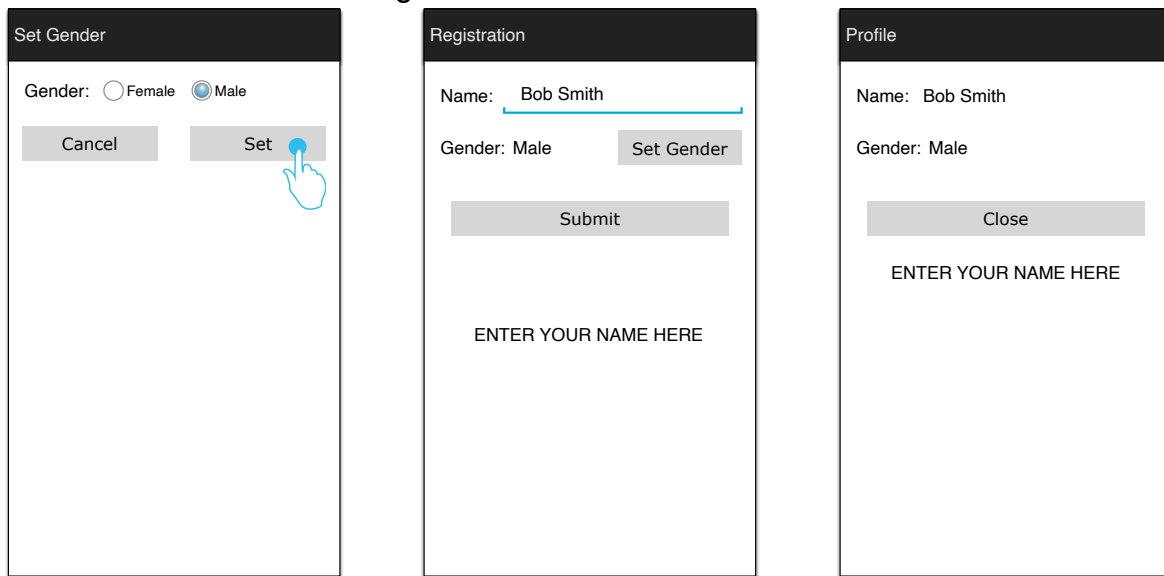 Set Gender
Gender: Female Male
Cancel Set
Registration
Name: Bob Smith
Gender: Male Set Gender
Submit
ENTER YOUR NAME HERE
Profile
Name: Bob Smith
Gender: Male
Close
ENTER YOUR NAME HERE